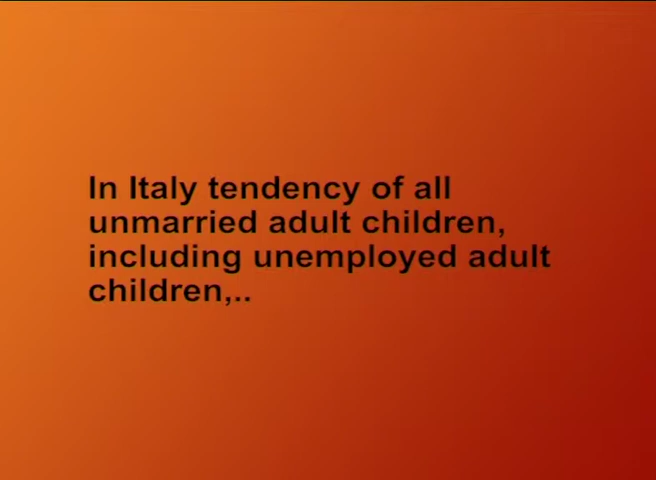 In Italy tendency of all
unmarried adult children,
including unemployed adult
children,..